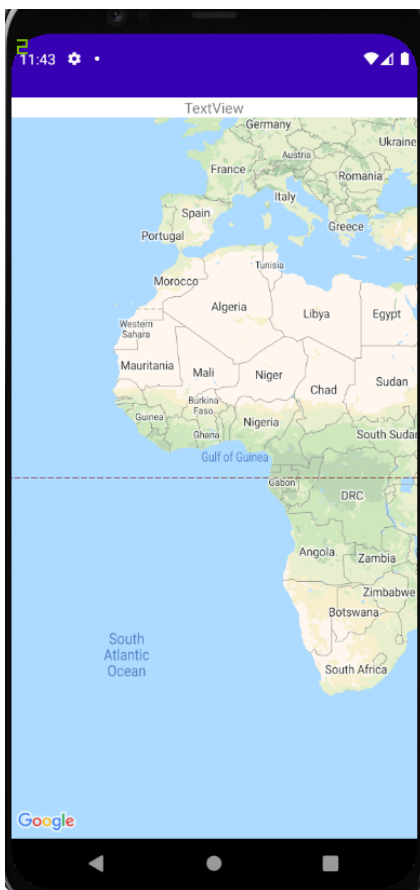 2
11:43
TextView
Germany
Ukraine
Austria
France
Romania
Italy
Spain
Greece
Portugal
Tunisia
Morocco
Algeria
Libya
Egypt
Western
Sahara
Mauritania
Mali
Niger
Chad
Sudan
Burkina
Faso
Guinea
Nigeria
Ghana
South Sudan
Gulf of Guinea
Gabon
DRC
Angola
Zambia
Zimbabwe
Botswana
South
Atlantic
Ocean
South Africa
Google